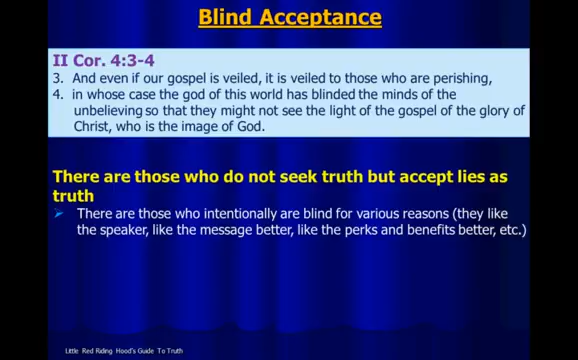 Blind Acceptance
II Cor. 4:3-4
3. And even if our gospel is veiled, it is veiled to those who are perishing,
4. in whose case the god of this world has blinded the minds of the
unbelieving so that they might not see the light of the gospel of the glory of
Christ, who is the image of God.
There are those who do not seek truth but accept lies as
truth
There are those who intentionally are blind for various reasons (they like
the speaker, like the message better, like the perks and benefits better, etc.)
Little Red Riding Hood's Guide To Truth